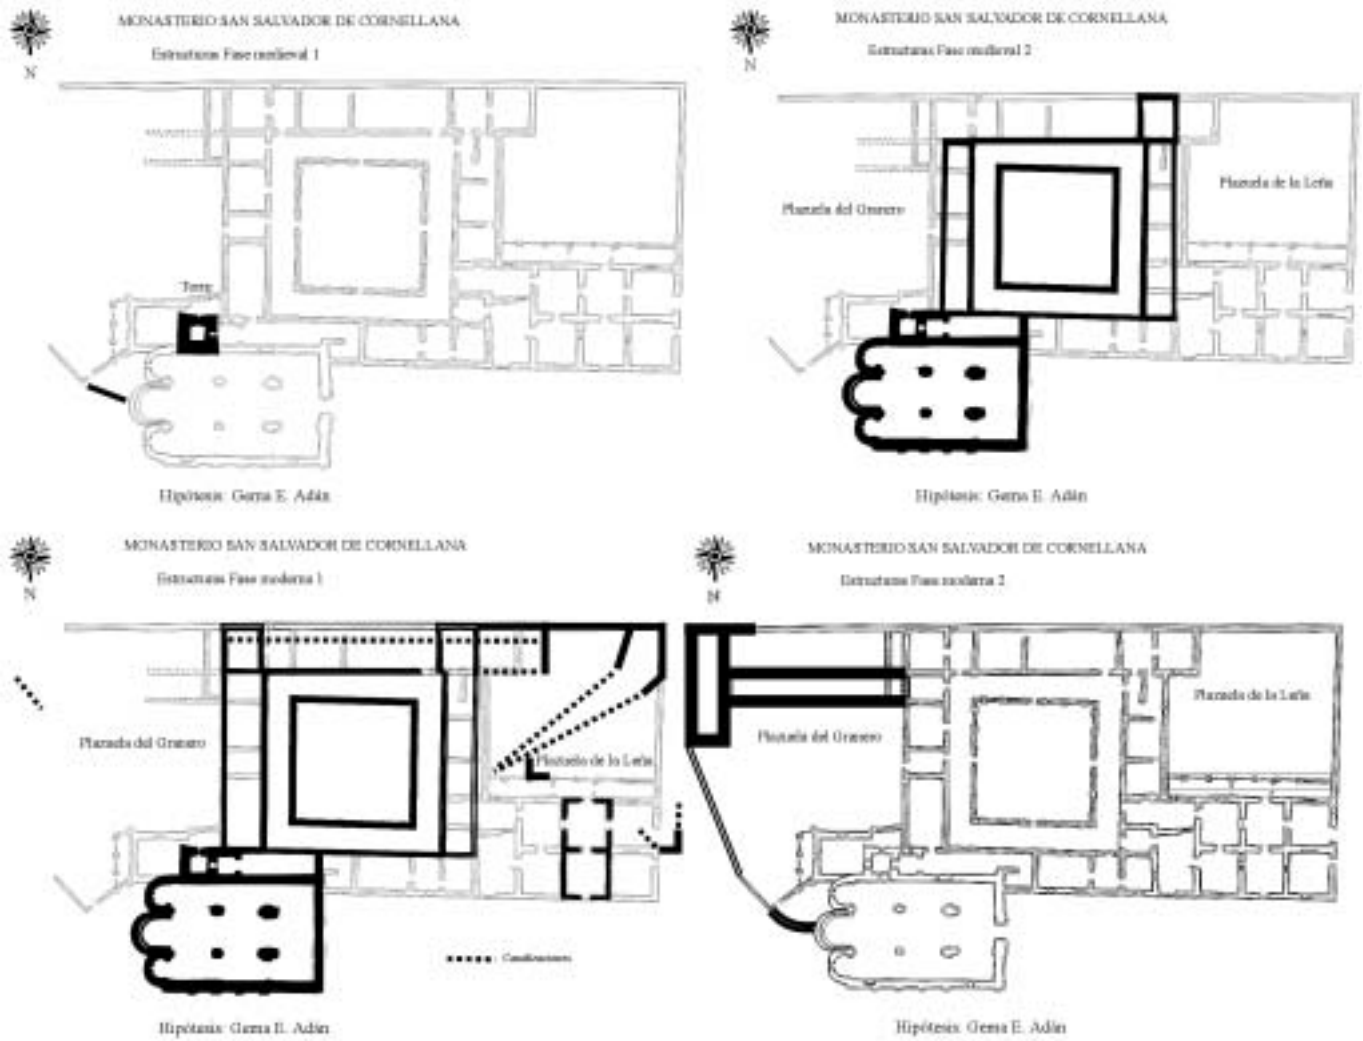 MONASTERIO SAN SALVADOR DE CORNELLANA
Estructuras Fase medieval 1
N
Torre
Hipótesis: Gema E. Adán
MONASTERIO SAN SALVADOR DE CORNELLANA
Estructuras Fase medieval 2
N
Plazuela de la Leña
Plazuela del Granero
Hipótesis: Gema E. Adán
MONASTERIO SAN SALVADOR DE CORNELLANA
Estructuras Fase moderna 1
N
Plazuela del Granero
Plazuela de la Leña
Canalizaciones
Hipótesis: Gema E. Adán
MONASTERIO SAN SALVADOR DE CORNELLANA
Estructuras Fase moderna 2
N
Plazuela de la Leña
Plazuela del Granero
Hipótesis: Gema E. Adán